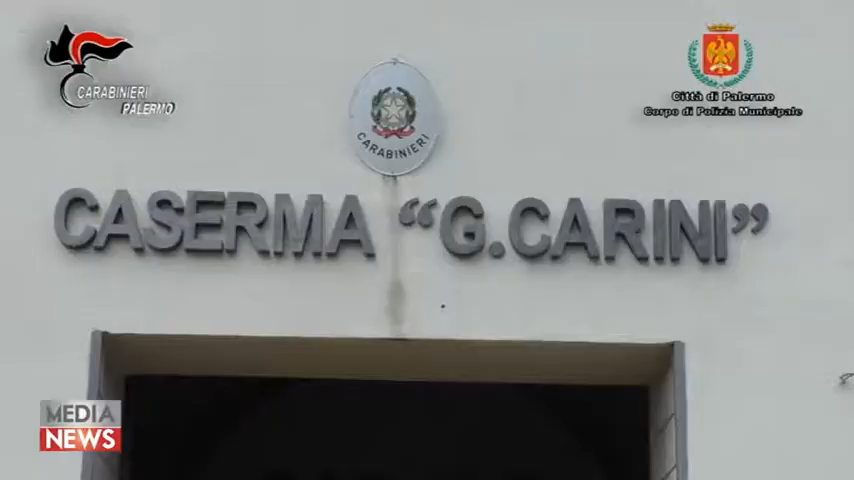 CARABINIERI
PALERMO
Città di Palermo
Corpo di Polizia Municipale
CARABINIERI
CASERMA “G.CARINI”
MEDIA
NEWS